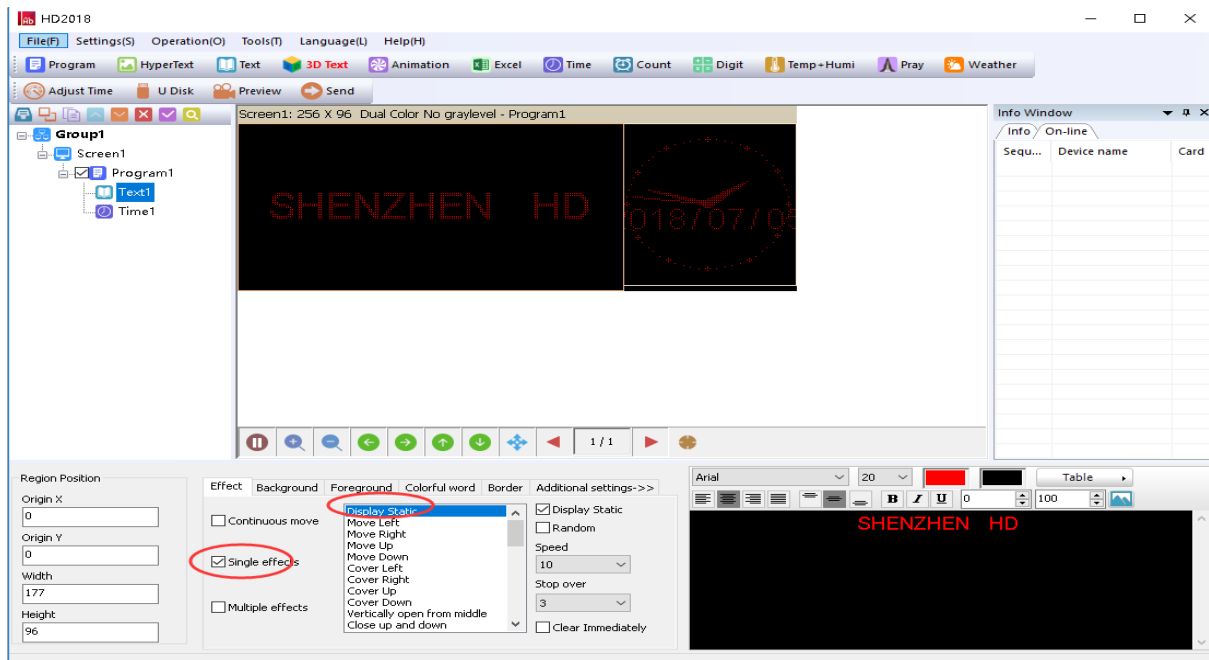 HD2018
File(F) Settings(S) Operation(O) Tools(T) Language(L) Help(H)
Program HyperText Text 3D Text Animation Excel Time Count Digit Temp+Humi Pray Weather
Adjust Time U Disk Preview Send
Group1
Screen1
Program1
Text1
Time1
Screen1: 256 X 96 Dual Color No graylevel - Program1
SHENZHEN HD
018/07/05
Info Window
Info On-line
Sequ... Device name Card
1 / 1
Region Position
Origin X
0
Origin Y
0
Width
177
Height
96
Effect Background Foreground Colorful word Border Additional settings->>
Continuous move
Single effects
Multiple effects
Display Static
Move Left
Move Right
Move Up
Move Down
Cover Left
Cover Right
Cover Up
Cover Down
Vertically open from middle
Close up and down
Display Static
Random
Speed
10
Stop over
3
Clear Immediately
Arial 20 Table
B I U 0 100
SHENZHEN HD